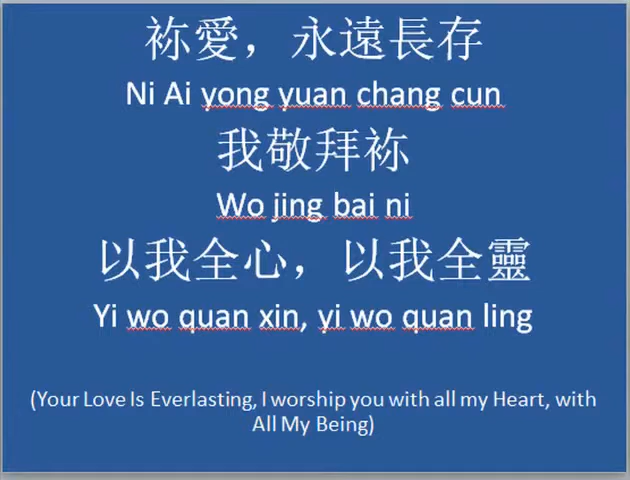 祢愛，永遠長存
Ni Ai yong yuan chang cun
我敬拜祢
Wo jing bai ni
以我全心，以我全靈
Yi wo quan xin, yi wo quan ling
(Your Love Is Everlasting, I worship you with all my Heart, with
All My Being)